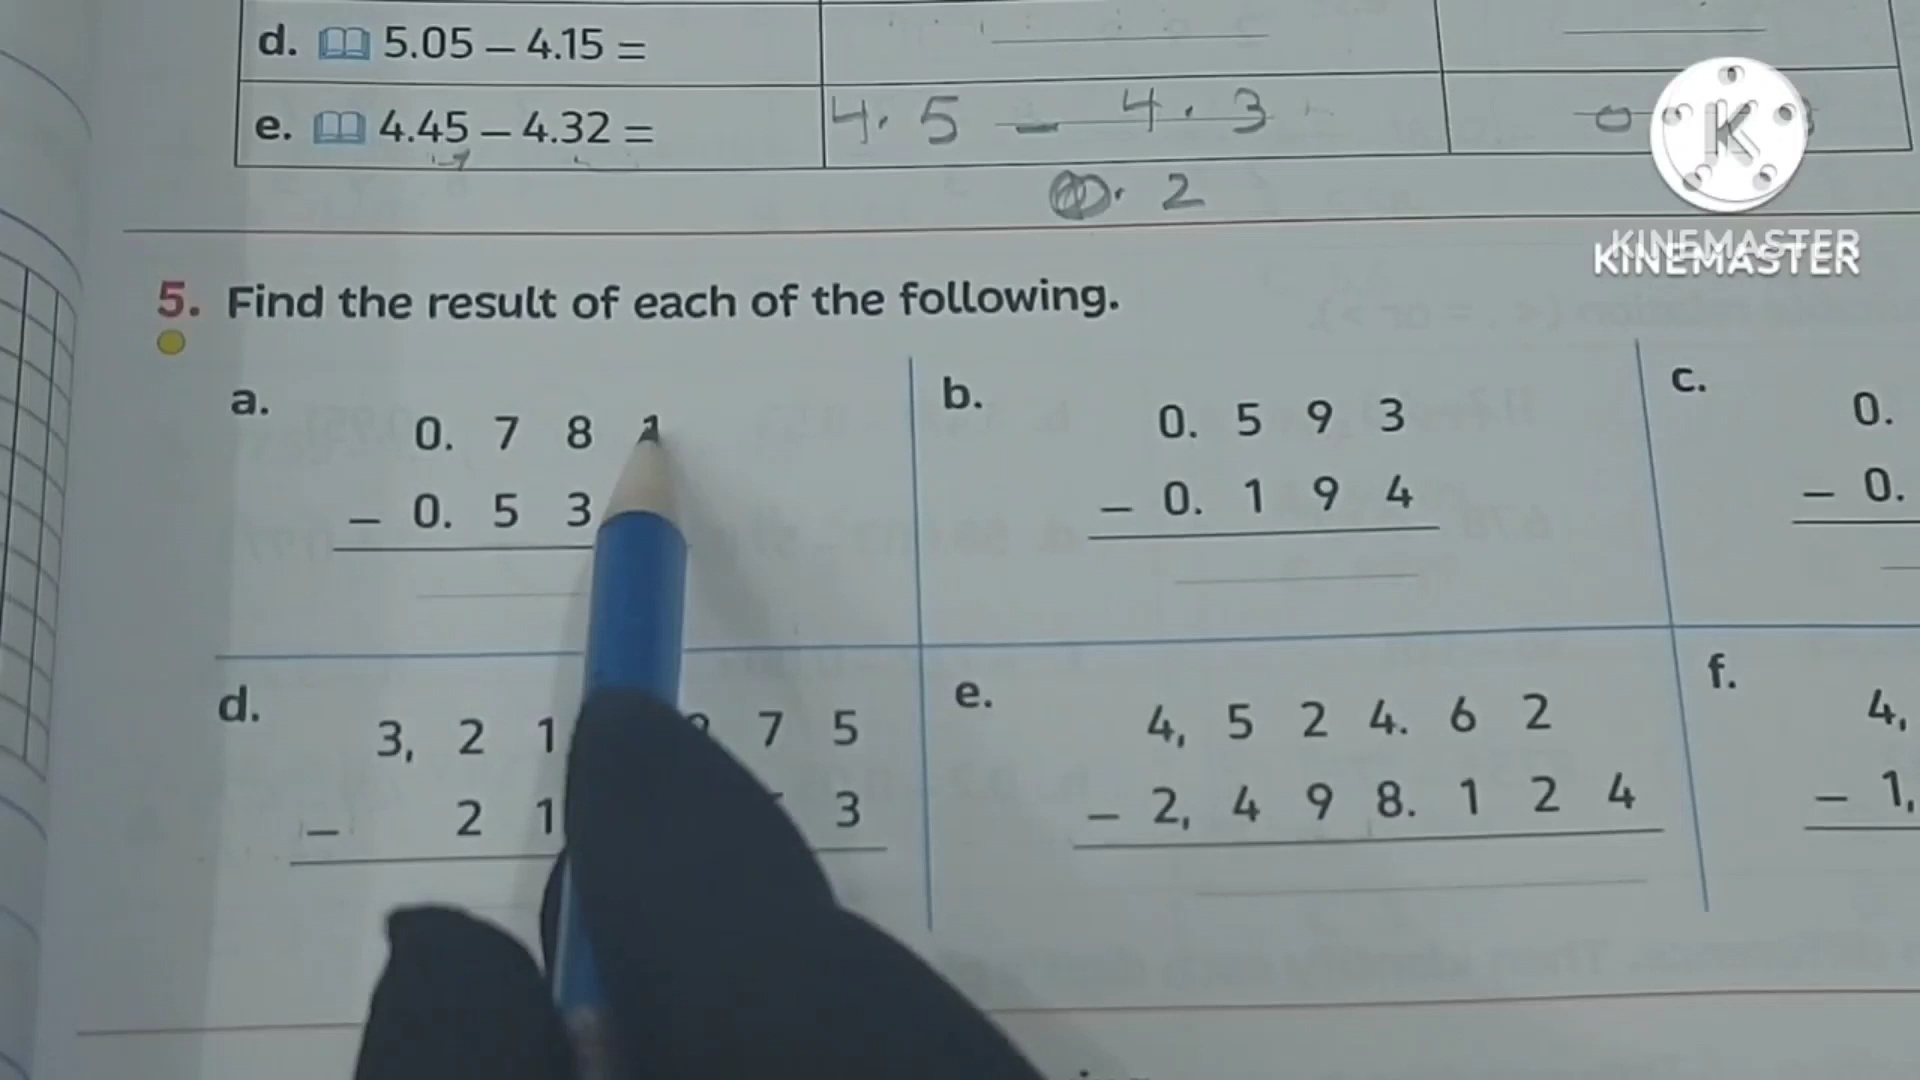 d. 5.05 – 4.15 =
e. 4.45 – 4.32 =
4.5 – 4.3
0.2
KINEMASTER
KINEMASTER
5. Find the result of each of the following.
a. 0. 7 8 1
– 0. 5 3
b. 0. 5 9 3
– 0. 1 9 4
c. 0.
– 0.
d. 3, 2 1 7 5
– 2 1 3
e. 4, 5 2 4. 6 2
– 2, 4 9 8. 1 2 4
f. 4,
– 1,